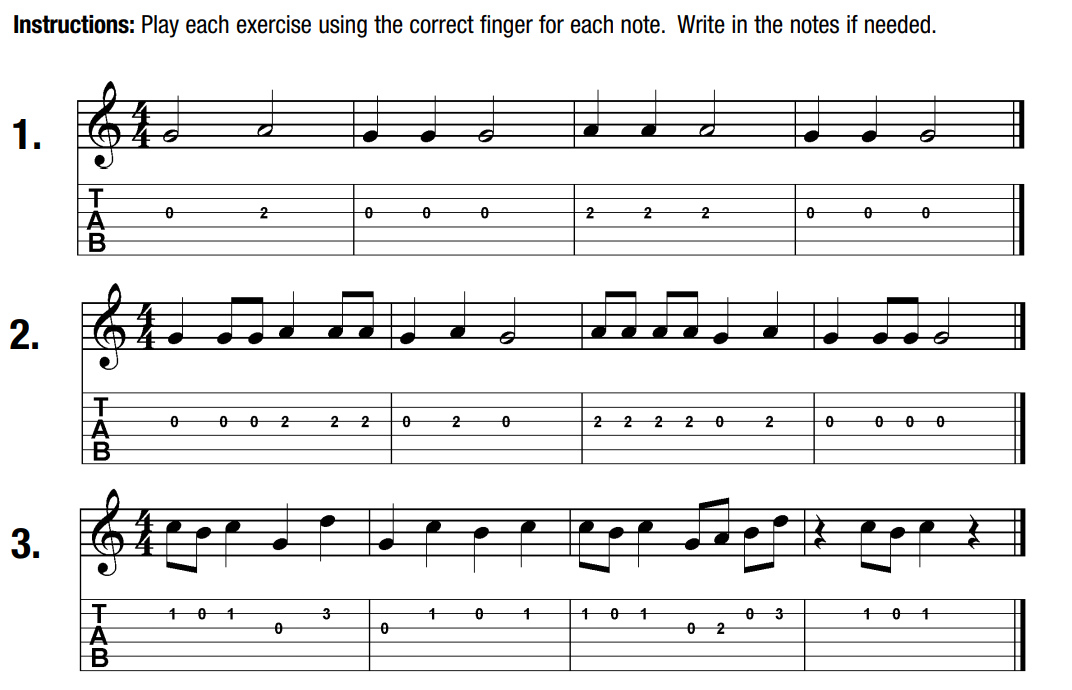 Instructions: Play each exercise using the correct finger for each note. Write in the notes if needed.
1.
4
4
T
A
B
0 2 0 0 0 2 2 2 0 0 0
2.
4
4
T
A
B
0 0 0 2 2 2 0 2 0 2 2 2 2 0 2 0 0 0 0
3.
4
4
T
A
B
1 0 1 0 3 0 1 0 1 1 0 1 0 2 0 3 1 0 1